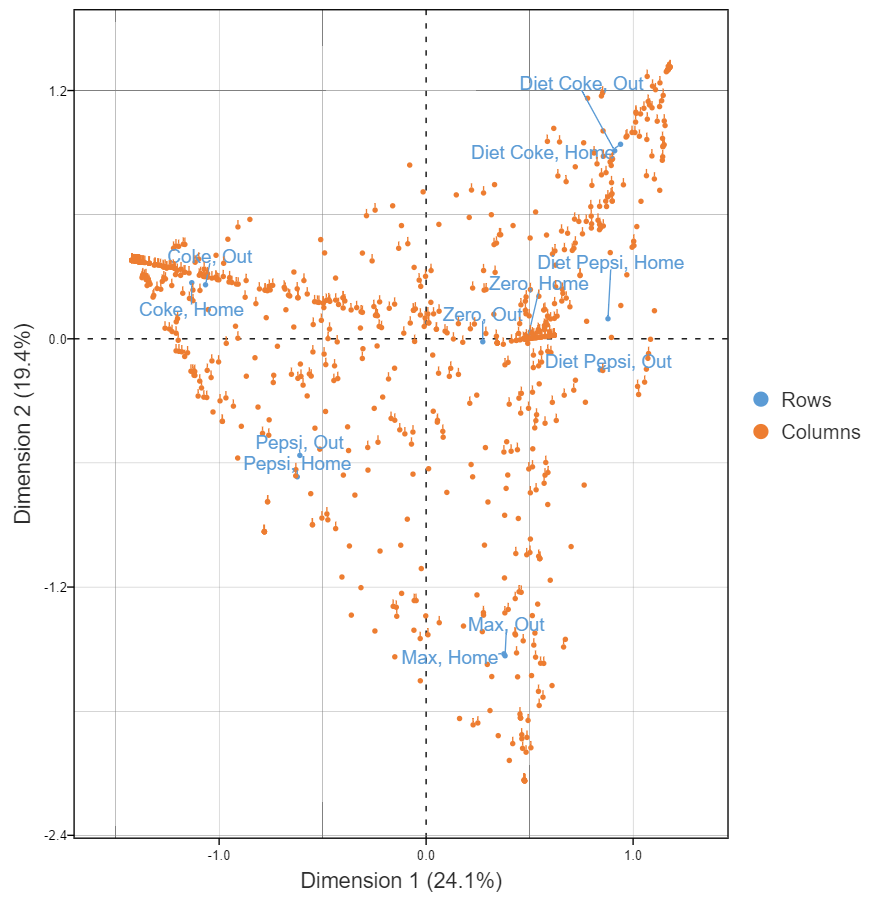 Diet Coke, Out
1.2
Diet Coke, Home
Coke, Out
Diet Pepsi, Home
Zero, Home
Coke, Home
Zero, Out
0.0
Diet Pepsi, Out
Rows
Columns
Pepsi, Out
Pepsi, Home
Dimension 2 (19.4%)
-1.2
Max, Out
Max, Home
-2.4
-1.0
0.0
1.0
Dimension 1 (24.1%)